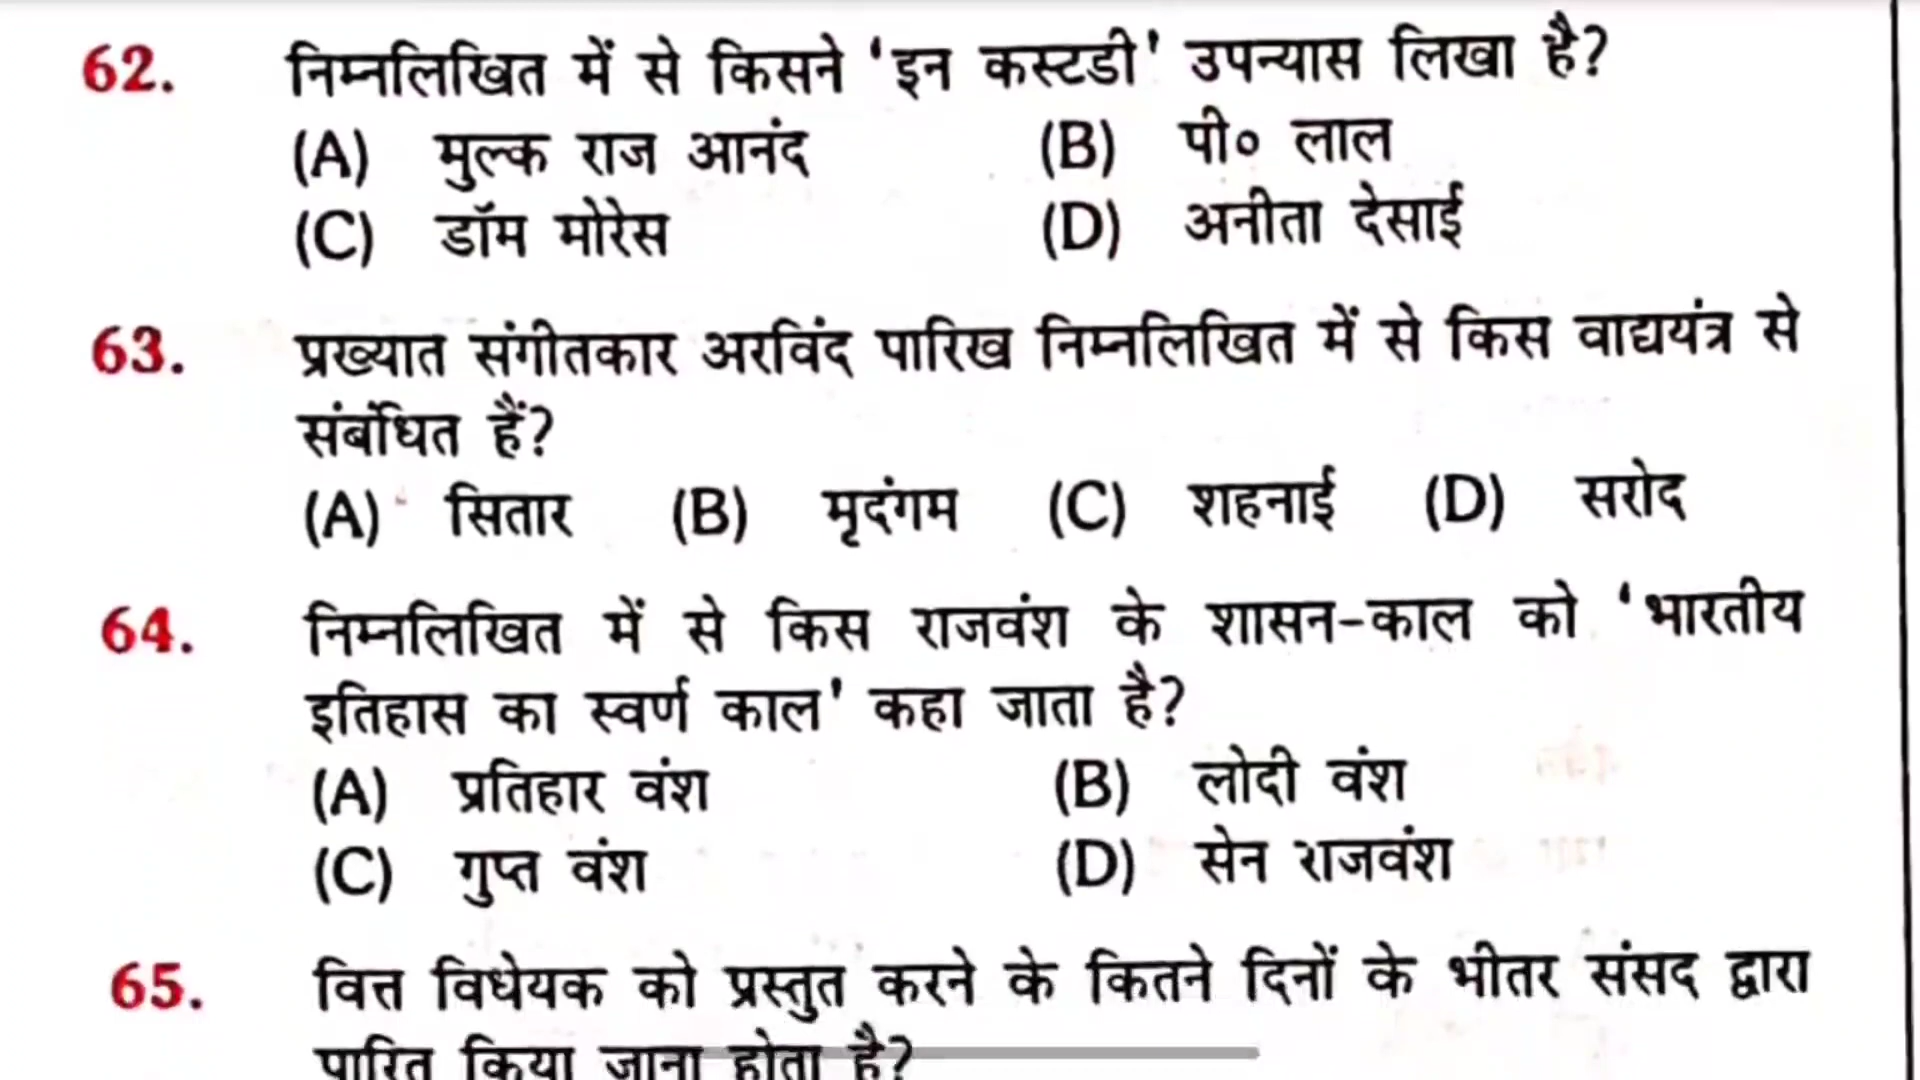 62. निम्नलिखित में से किसने 'इन कस्टडी' उपन्यास लिखा है?
(A) मुल्क राज आनंद (B) पी० लाल
(C) डॉम मोरेस (D) अनीता देसाई
63. प्रख्यात संगीतकार अरविंद पारिख निम्नलिखित में से किस वाद्ययंत्र से
संबंधित हैं?
(A) सितार (B) मृदंगम (C) शहनाई (D) सरोद
64. निम्नलिखित में से किस राजवंश के शासन-काल को 'भारतीय
इतिहास का स्वर्ण काल' कहा जाता है?
(A) प्रतिहार वंश (B) लोदी वंश
(C) गुप्त वंश (D) सेन राजवंश
65. वित्त विधेयक को प्रस्तुत करने के कितने दिनों के भीतर संसद द्वारा
पारित किया जाना होता है?